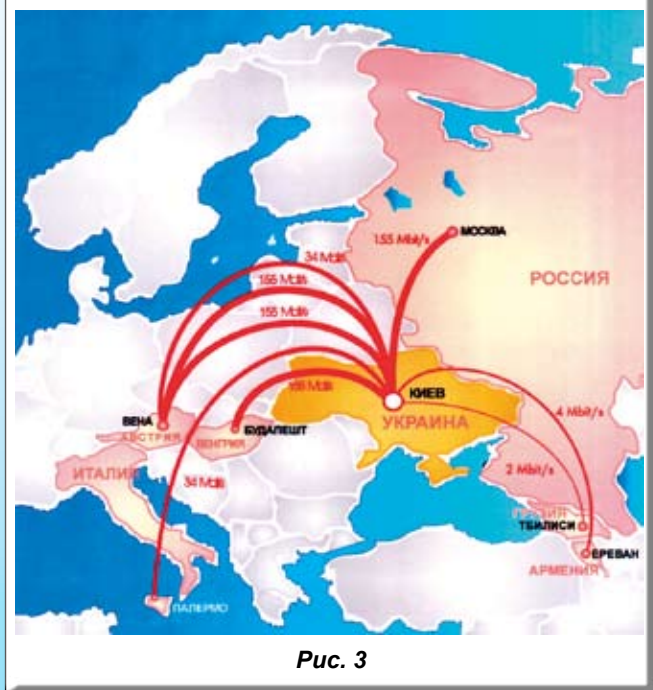 34 Mbit/s
155 Mbit/s
МОСКВА
155 Mbit/s
РОССИЯ
155 Mbit/s
155 Mbit/s
КИЕВ
УКРАИНА
ВЕНА
АВСТРИЯ
ВЕНГРИЯ
БУДАПЕШТ
4 Mbit/s
ИТАЛИЯ
34 Mbit/s
2 Mbit/s
ГРУЗИЯ
ТБИЛИСИ
ЕРЕВАН
АРМЕНИЯ
ПАЛЕРМО
Рис. 3